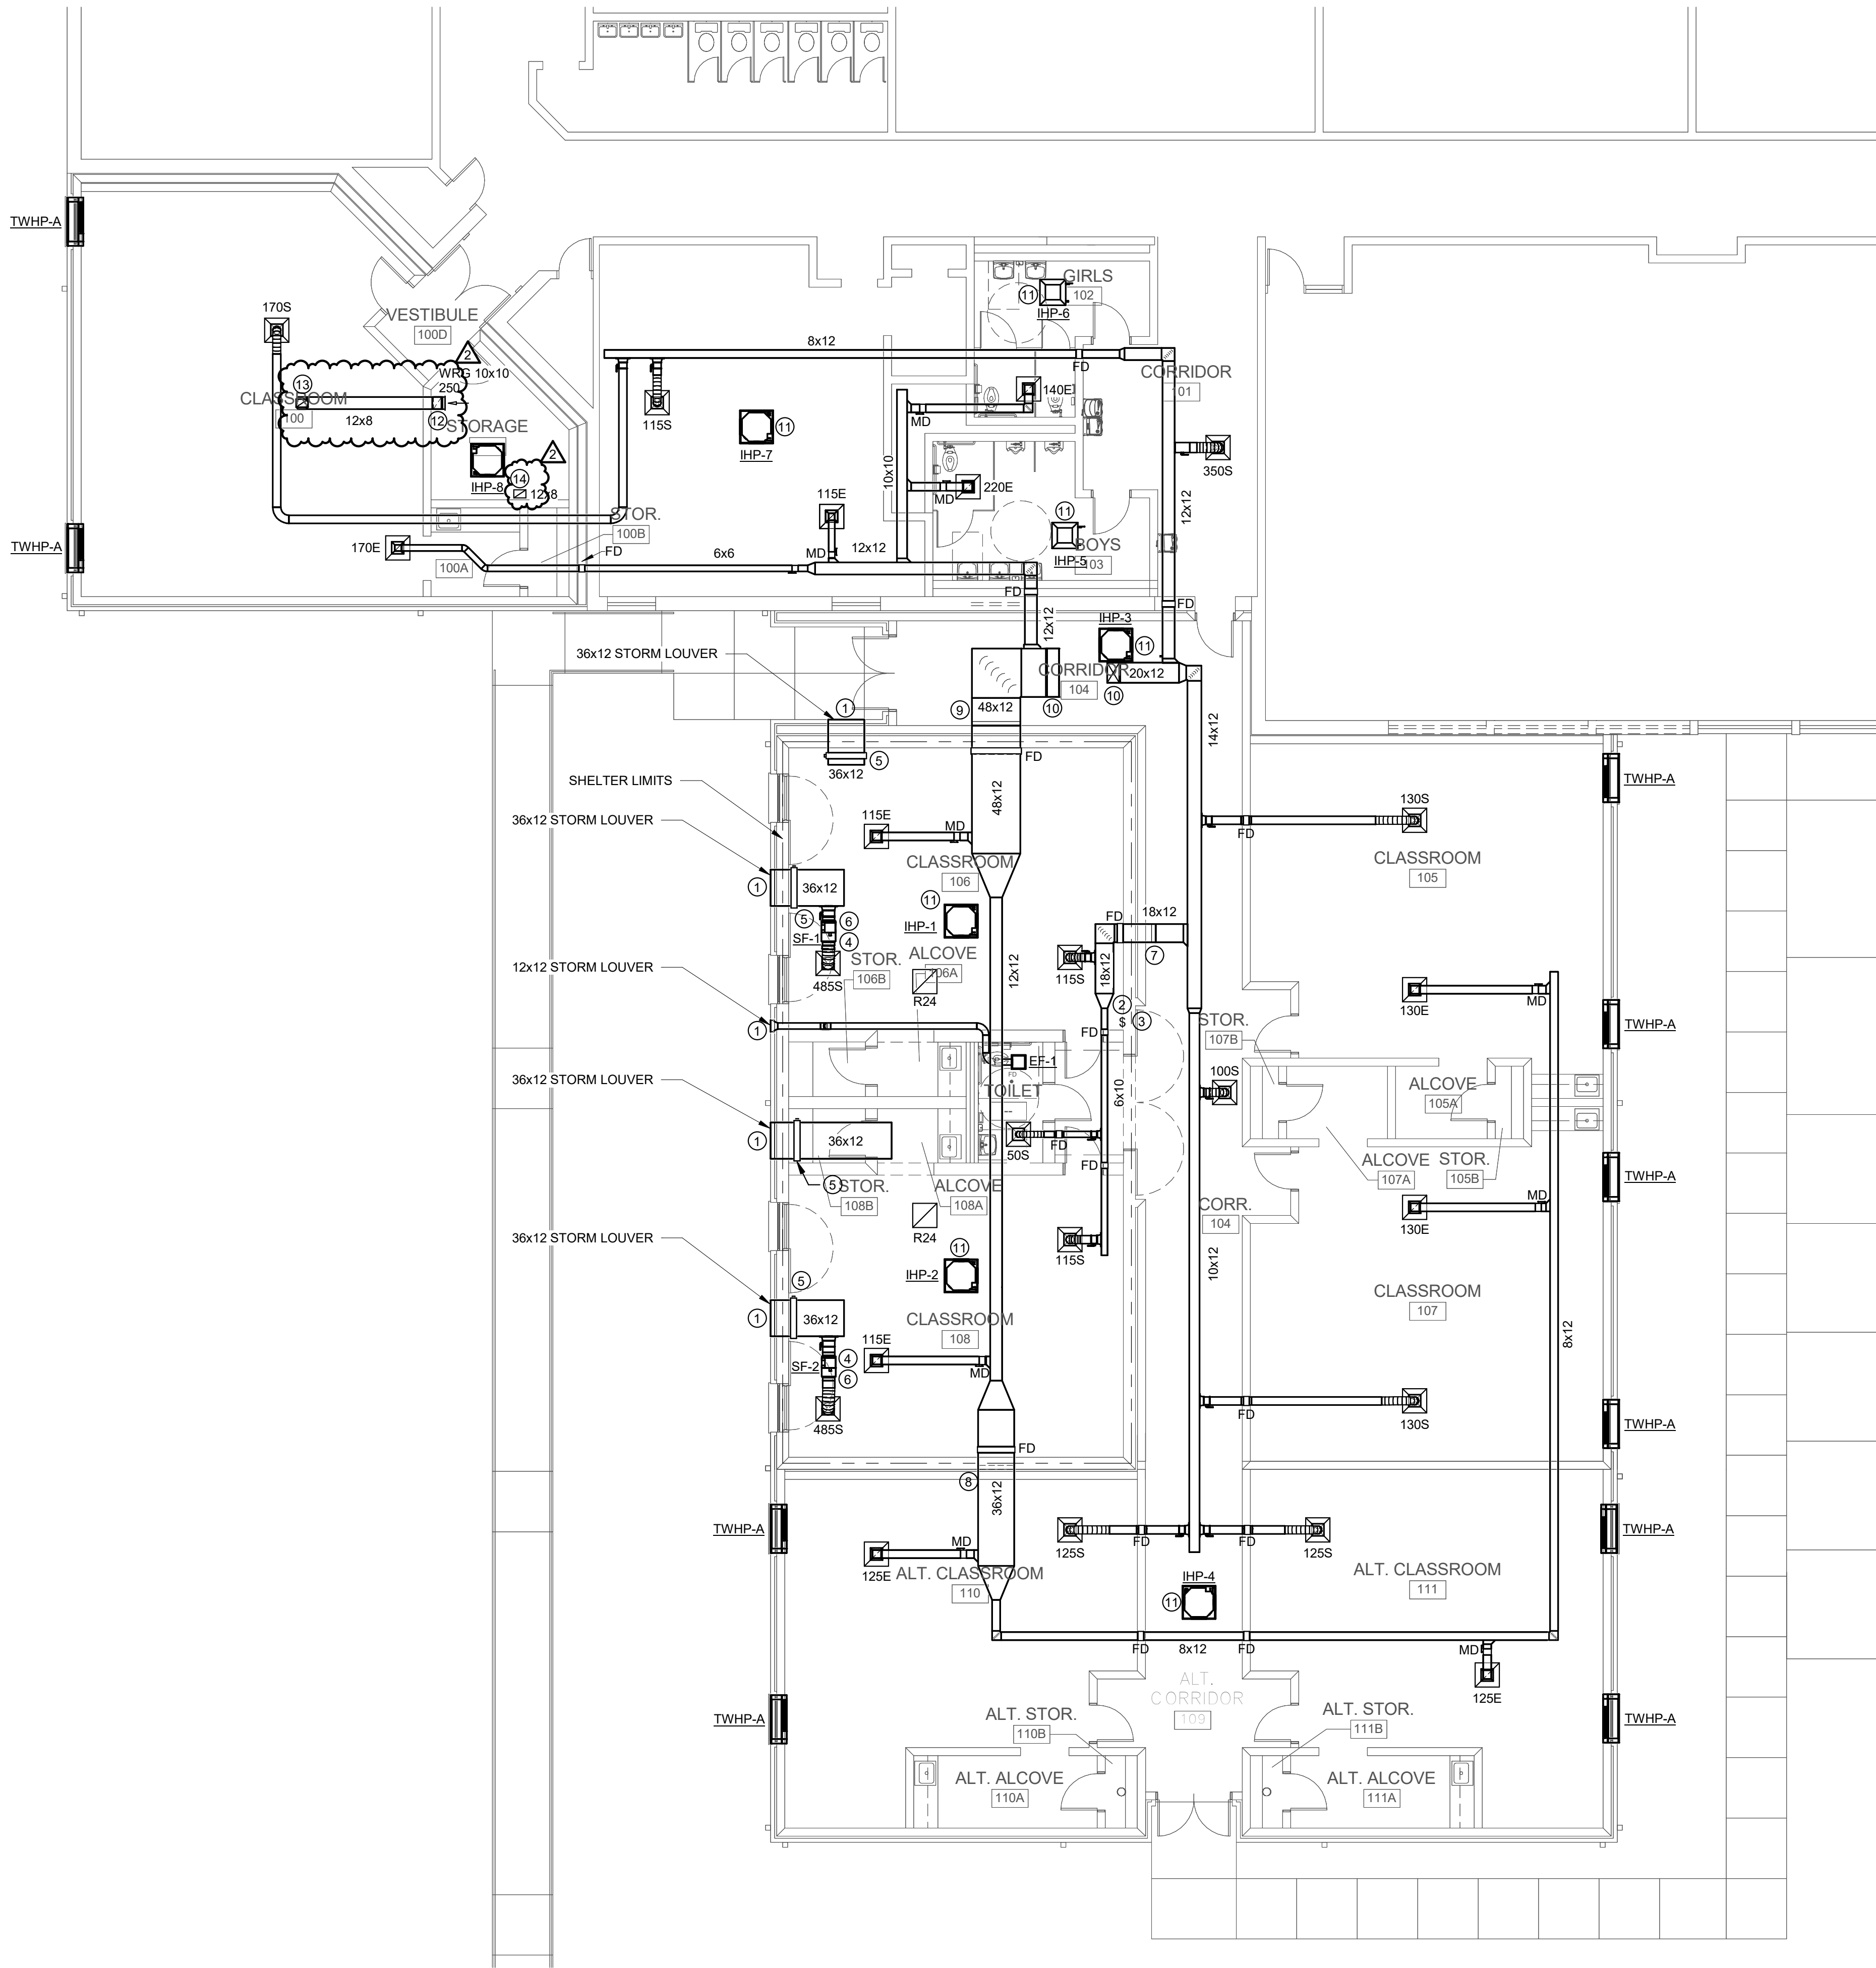 TWHP-A
GIRLS
102
11
IHP-6
170S
VESTIBULE
100D
2
WRG 10x10
250
8x12
FD
CORRIDOR
101
13
CLASSROOM
100
12x8
12
STORAGE
115S
11
IHP-7
140E
MD
2
IHP-8
14
12x8
10x10
350S
220E
MD
115E
12x12
STOR.
100B
11
BOYS
103
IHP-5
TWHP-A
170E
100A
FD
6x6
MD
12x12
FD
FD
12x12
IHP-3
11
36x12 STORM LOUVER
CORRIDOR
104
20x12
10
10
1
9
48x12
14x12
5
36x12
FD
SHELTER LIMITS
TWHP-A
48x12
36x12 STORM LOUVER
115E
MD
130S
FD
CLASSROOM
106
CLASSROOM
105
1
36x12
11
IHP-1
5
6
SF-1
4
FD
18x12
7
STOR.
106B
ALCOVE
106A
115S
18x12
12x12 STORM LOUVER
485S
R24
12x12
130E
MD
2
S
3
1
FD
STOR.
107B
TWHP-A
EF-1
FD
36x12 STORM LOUVER
TOILET
6x10
100S
ALCOVE
105A
1
36x12
50S
FD
FD
ALCOVE
107A
STOR.
105B
TWHP-A
5
STOR.
108B
ALCOVE
108A
MD
CORR.
104
130E
36x12 STORM LOUVER
R24
115S
11
IHP-2
10x12
5
1
36x12
CLASSROOM
108
CLASSROOM
107
8x12
115E
MD
SF-2
4
6
485S
FD
130S
TWHP-A
FD
8
36x12
TWHP-A
125S
FD
FD
125S
TWHP-A
MD
125E
ALT. CLASSROOM
110
ALT. CLASSROOM
111
IHP-4
11
FD
8x12
FD
MD
125E
ALT.
CORRIDOR
109
TWHP-A
ALT. STOR.
110B
ALT. STOR.
111B
TWHP-A
ALT. ALCOVE
110A
ALT. ALCOVE
111A